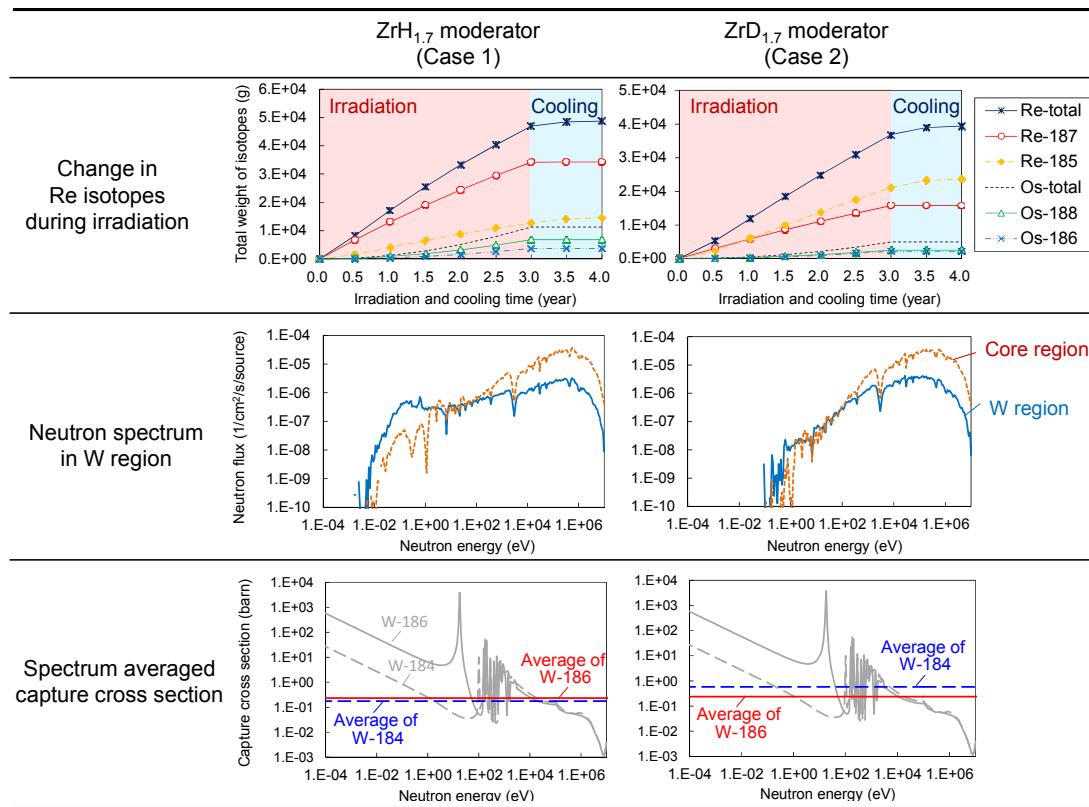 ZrH1.7 moderator
(Case 1)
ZrD1.7 moderator
(Case 2)
Change in
Re isotopes
during irradiation
Total weight of isotopes (g)
6.E+04
5.E+04
4.E+04
3.E+04
2.E+04
1.E+04
0.E+00
Irradiation
Cooling
0.0 0.5 1.0 1.5 2.0 2.5 3.0 3.5 4.0
Irradiation and cooling time (year)
5.E+04
4.E+04
3.E+04
2.E+04
1.E+04
0.E+00
Irradiation
Cooling
0.0 0.5 1.0 1.5 2.0 2.5 3.0 3.5 4.0
Irradiation and cooling time (year)
Re-total
Re-187
Re-185
Os-total
Os-188
Os-186
Neutron spectrum
in W region
Neutron flux (1/cm²/s/source)
1.E-04
1.E-05
1.E-06
1.E-07
1.E-08
1.E-09
1.E-10
1.E-04 1.E-02 1.E+00 1.E+02 1.E+04 1.E+06
Neutron energy (eV)
1.E-04
1.E-05
1.E-06
1.E-07
1.E-08
1.E-09
1.E-10
1.E-04 1.E-02 1.E+00 1.E+02 1.E+04 1.E+06
Neutron energy (eV)
Core region
W region
Spectrum averaged
capture cross section
Capture cross section (barn)
1.E+04
1.E+03
1.E+02
1.E+01
1.E+00
1.E-01
1.E-02
1.E-03
W-186
W-184
Average of
W-186
Average of
W-184
1.E-04 1.E-02 1.E+00 1.E+02 1.E+04 1.E+06
Neutron energy (eV)
1.E+04
1.E+03
1.E+02
1.E+01
1.E+00
1.E-01
1.E-02
1.E-03
Average of
W-184
Average of
W-186
1.E-04 1.E-02 1.E+00 1.E+02 1.E+04 1.E+06
Neutron energy (eV)